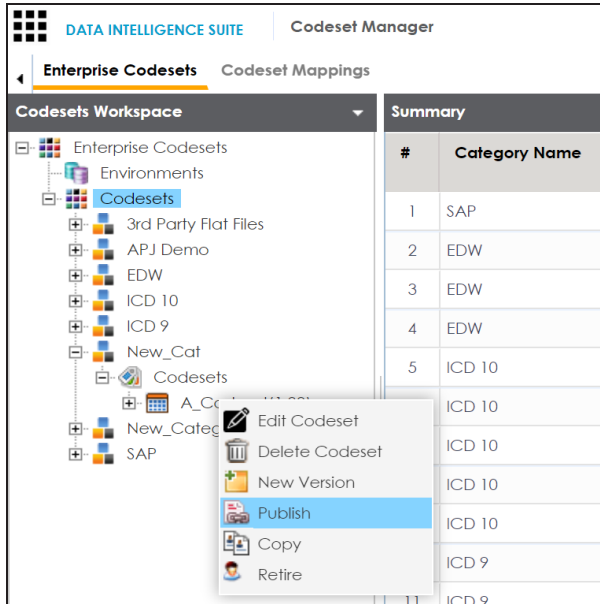 DATA INTELLIGENCE SUITE
Codeset Manager
Enterprise Codesets
Codeset Mappings
Codesets Workspace
Enterprise Codesets
Environments
Codesets
3rd Party Flat Files
APJ Demo
EDW
ICD 10
ICD 9
New_Cat
Codesets
New_Categ
SAP
Edit Codeset
Delete Codeset
New Version
Publish
Copy
Retire
Summary
# Category Name
1 SAP
2 EDW
3 EDW
4 EDW
5 ICD 10
ICD 10
ICD 10
ICD 10
ICD 10
ICD 9
11 ICD 9